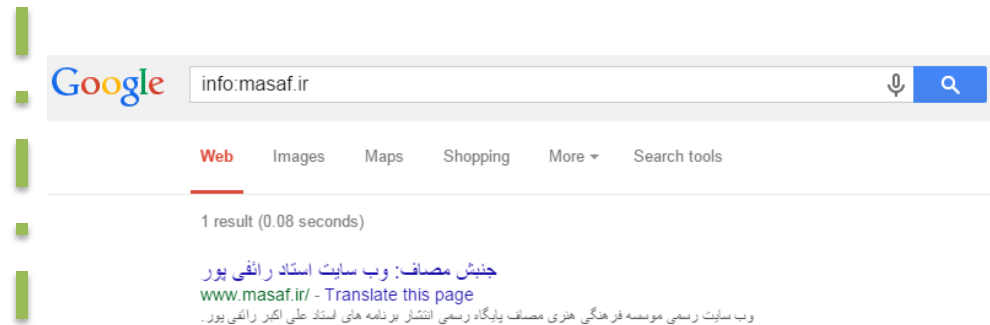 Google info:masaf.ir
Web Images Maps Shopping More Search tools
1 result (0.08 seconds)
جنبش مصاف: وب سایت استاد رائفی پور
www.masaf.ir/ - Translate this page
وب سایت رسمی موسسه فرهنگی هنری مصاف پایگاه رسمی انتشار برنامه های استاد علی اکبر رائفی پور.